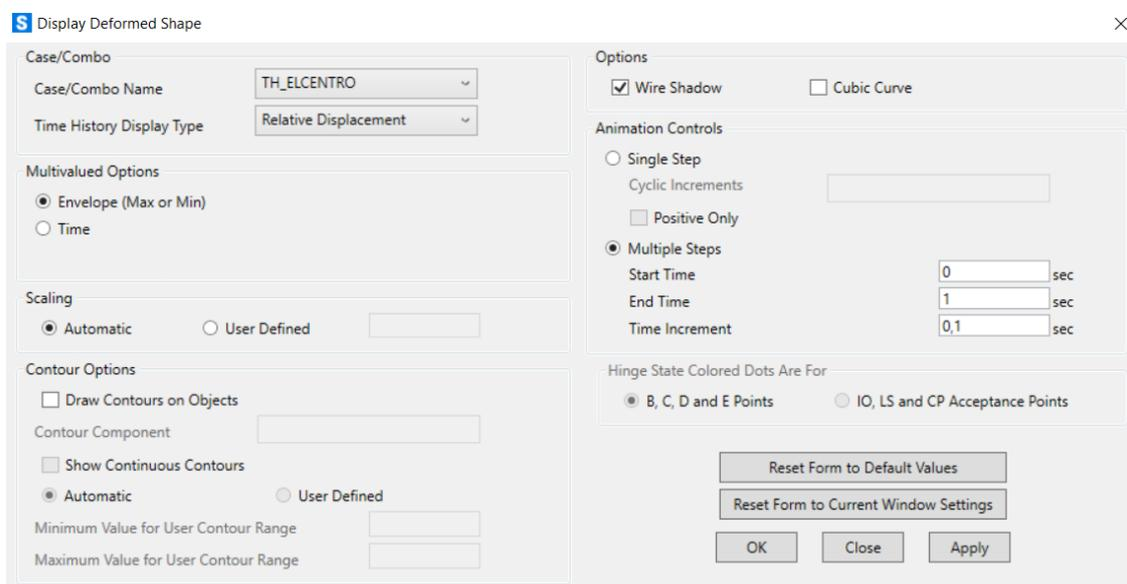 S Display Deformed Shape
Case/Combo
Case/Combo Name TH_ELCENTRO
Time History Display Type Relative Displacement
Multivalued Options
Envelope (Max or Min)
Time
Scaling
Automatic User Defined
Contour Options
Draw Contours on Objects
Contour Component
Show Continuous Contours
Automatic User Defined
Minimum Value for User Contour Range
Maximum Value for User Contour Range
Options
Wire Shadow Cubic Curve
Animation Controls
Single Step
Cyclic Increments
Positive Only
Multiple Steps
Start Time 0 sec
End Time 1 sec
Time Increment 0,1 sec
Hinge State Colored Dots Are For
B, C, D and E Points IO, LS and CP Acceptance Points
Reset Form to Default Values
Reset Form to Current Window Settings
OK Close Apply